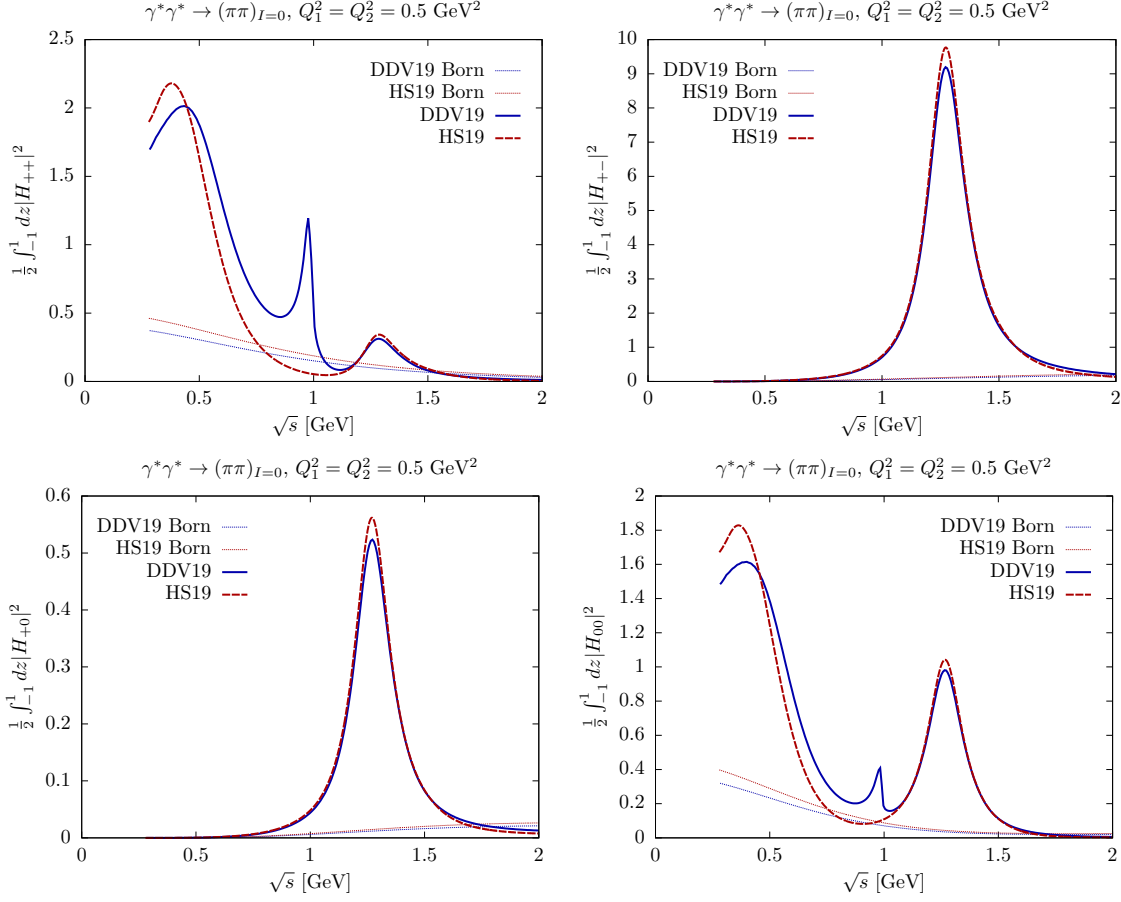 γ*γ* → (ππ)_{I=0}, Q_1^2 = Q_2^2 = 0.5 GeV^2
2.5
2
1.5
1
0.5
0
0
0.5
1
1.5
2
√s [GeV]
½ ∫_{-1}^{1} dz|H_{++}|^2
DDV19 Born
HS19 Born
DDV19
HS19
γ*γ* → (ππ)_{I=0}, Q_1^2 = Q_2^2 = 0.5 GeV^2
10
9
8
7
6
5
4
3
2
1
0
0
0.5
1
1.5
2
√s [GeV]
½ ∫_{-1}^{1} dz|H_{+-}|^2
DDV19 Born
HS19 Born
DDV19
HS19
γ*γ* → (ππ)_{I=0}, Q_1^2 = Q_2^2 = 0.5 GeV^2
0.6
0.5
0.4
0.3
0.2
0.1
0
0
0.5
1
1.5
2
√s [GeV]
½ ∫_{-1}^{1} dz|H_{+0}|^2
DDV19 Born
HS19 Born
DDV19
HS19
γ*γ* → (ππ)_{I=0}, Q_1^2 = Q_2^2 = 0.5 GeV^2
2
1.8
1.6
1.4
1.2
1
0.8
0.6
0.4
0.2
0
0
0.5
1
1.5
2
√s [GeV]
½ ∫_{-1}^{1} dz|H_{00}|^2
DDV19 Born
HS19 Born
DDV19
HS19